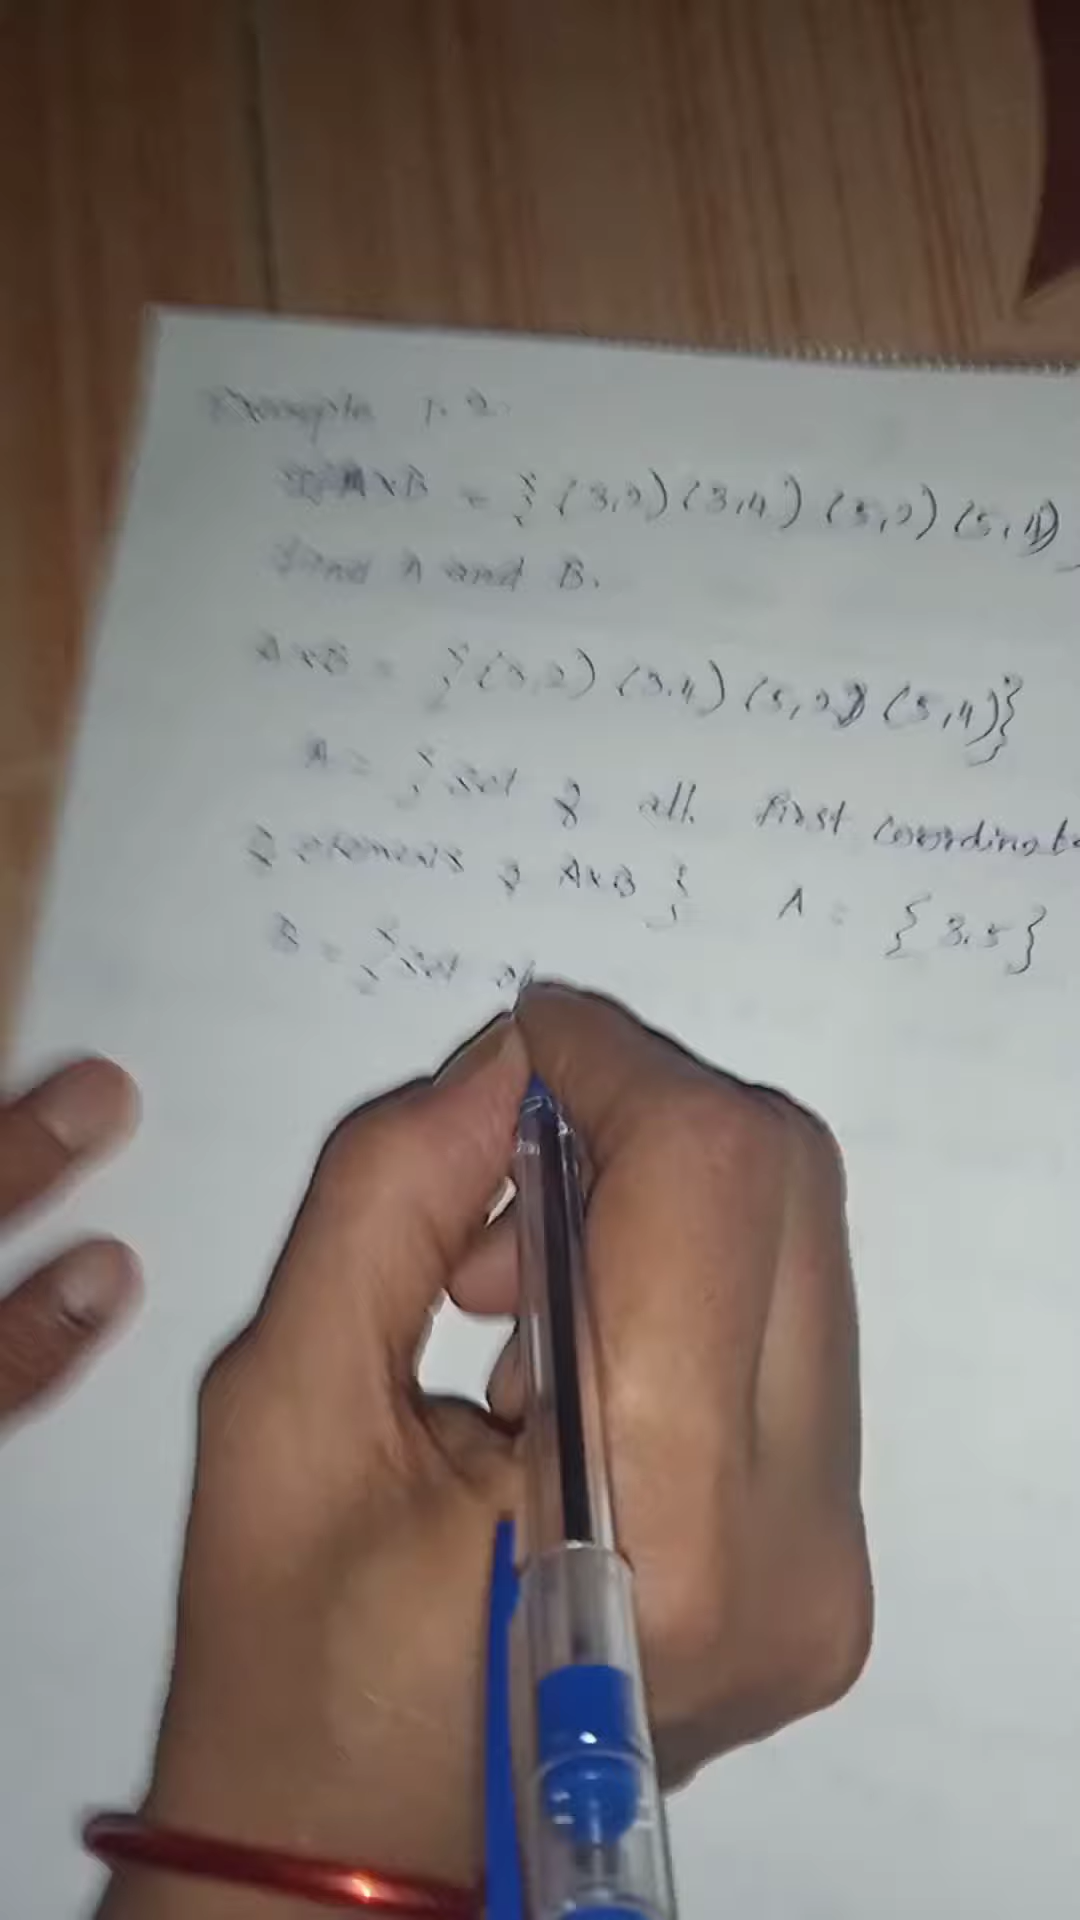 Example 1.2
If A×B = {(3,2) (3,4) (5,2) (5,4)
find A and B.
A×B = {(3,2) (3,4) (5,2) (5,4)}
A = {set of all first coordinate
of elements of A×B } A = {3,5}
B = {set of